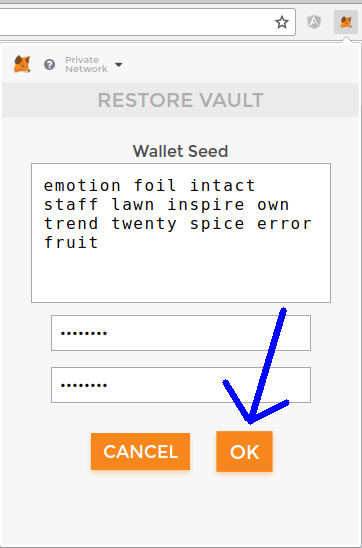 Private
Network
RESTORE VAULT
Wallet Seed
emotion foil intact
staff lawn inspire own
trend twenty spice error
fruit
CANCEL
OK